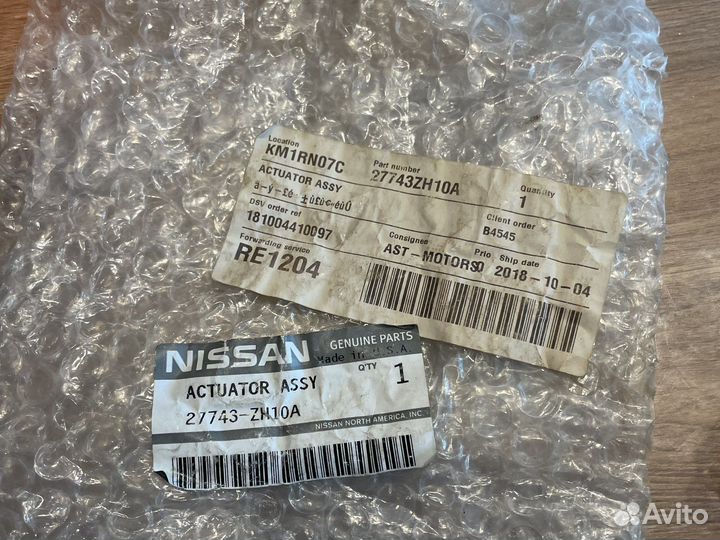 Location
KM1RN07C
Part number
27743ZH10A
Quantity
1
ACTUATOR ASSY
Client order
B4545
DSV order ref
181004410097
Consignee
AST-MOTORS
Prio
0
Ship date
2018-10-04
Forwarding service
RE1204
NISSAN
GENUINE PARTS
Made in U.S.A
ACTUATOR ASSY
Q'TY
1
27743-ZH10A
NISSAN NORTH AMERICA, INC.
Avito